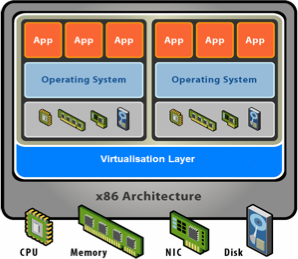 App App App App App App
Operating System Operating System
Virtualisation Layer
x86 Architecture
CPU Memory NIC Disk